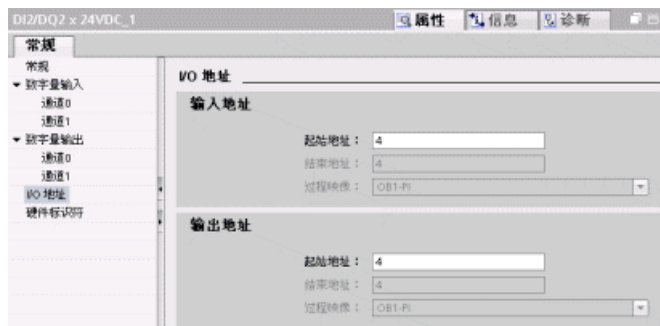 DI2/DQ2 x 24VDC_1
属性 信息 诊断
常规
常规
数字量输入
通道0
通道1
数字量输出
通道0
通道1
I/O 地址
硬件标识符
I/O 地址
输入地址
起始地址： 4
结束地址： 4
过程映像： OB1-PI
输出地址
起始地址： 4
结束地址： 4
过程映像： OB1-PI